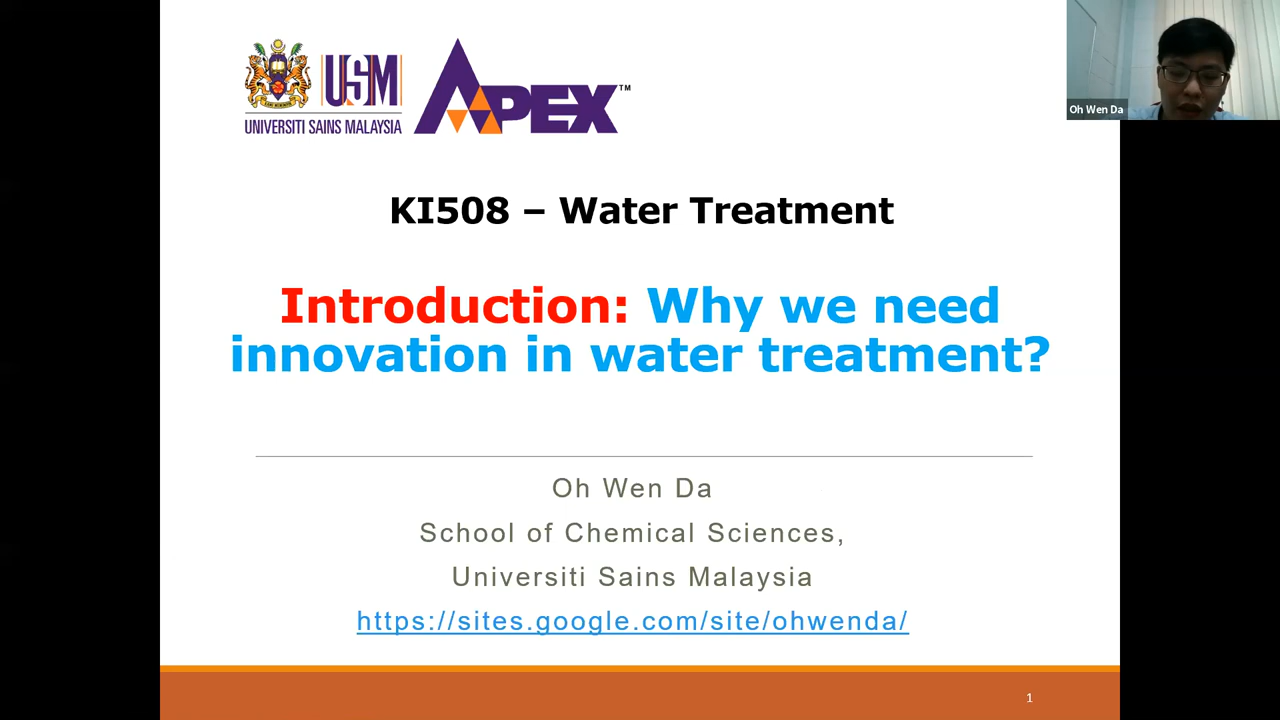 USM
UNIVERSITI SAINS MALAYSIA
APEX™
Oh Wen Da
KI508 – Water Treatment
Introduction: Why we need
innovation in water treatment?
Oh Wen Da
School of Chemical Sciences,
Universiti Sains Malaysia
https://sites.google.com/site/ohwenda/
1